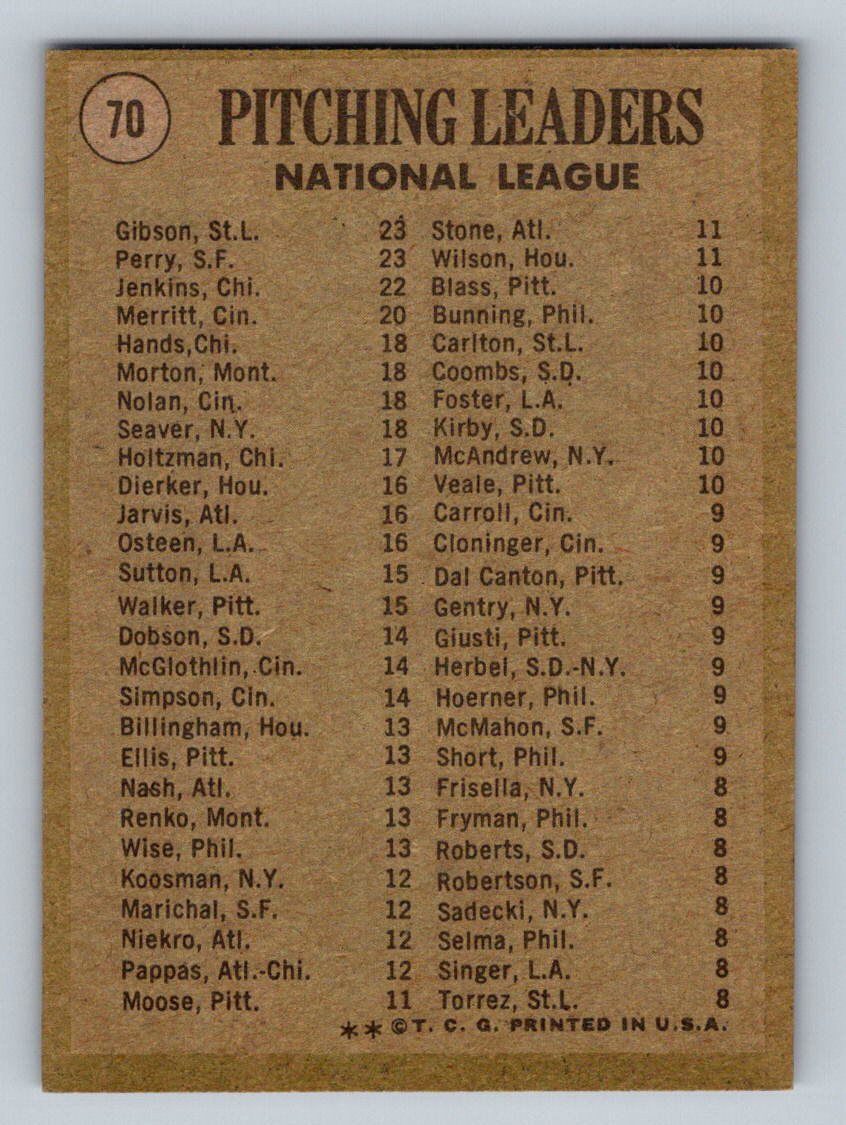 70
PITCHING LEADERS
NATIONAL LEAGUE
Gibson, St.L. 23
Perry, S.F. 23
Jenkins, Chi. 22
Merritt, Cin. 20
Hands,Chi. 18
Morton, Mont. 18
Nolan, Cin. 18
Seaver, N.Y. 18
Holtzman, Chi. 17
Dierker, Hou. 16
Jarvis, Atl. 16
Osteen, L.A. 16
Sutton, L.A. 15
Walker, Pitt. 15
Dobson, S.D. 14
McGlothlin, Cin. 14
Simpson, Cin. 14
Billingham, Hou. 13
Ellis, Pitt. 13
Nash, Atl. 13
Renko, Mont. 13
Wise, Phil. 13
Koosman, N.Y. 12
Marichal, S.F. 12
Niekro, Atl. 12
Pappas, Atl.-Chi. 12
Moose, Pitt. 11
Stone, Atl. 11
Wilson, Hou. 11
Blass, Pitt. 10
Bunning, Phil. 10
Carlton, St.L. 10
Coombs, S.D. 10
Foster, L.A. 10
Kirby, S.D. 10
McAndrew, N.Y. 10
Veale, Pitt. 10
Carroll, Cin. 9
Cloninger, Cin. 9
Dal Canton, Pitt. 9
Gentry, N.Y. 9
Giusti, Pitt. 9
Herbel, S.D.-N.Y. 9
Hoerner, Phil. 9
McMahon, S.F. 9
Short, Phil. 9
Frisella, N.Y. 8
Fryman, Phil. 8
Roberts, S.D. 8
Robertson, S.F. 8
Sadecki, N.Y. 8
Selma, Phil. 8
Singer, L.A. 8
Torrez, St.L. 8
**©T. C. G. PRINTED IN U.S.A.